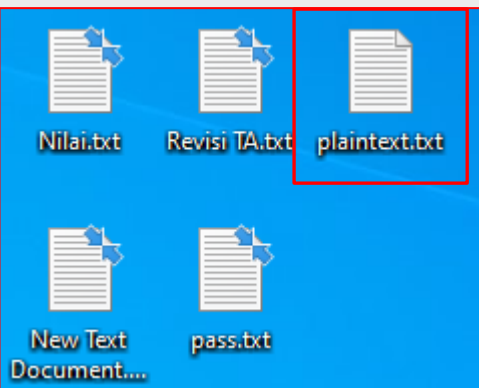 Nilai.txt
Revisi TA.txt
plaintext.txt
New Text
Document....
pass.txt